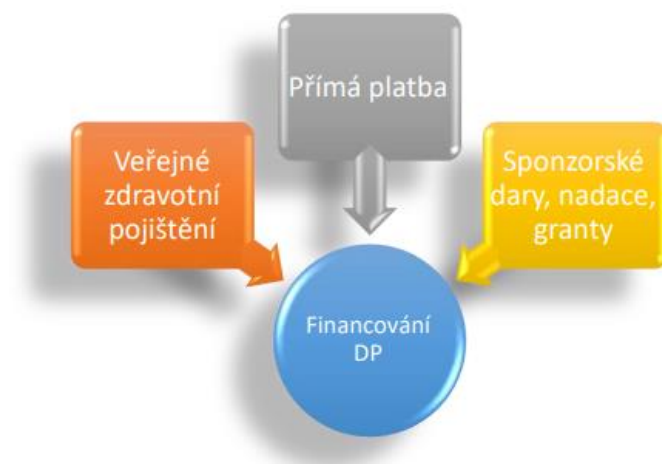 Přímá platba
Veřejné
zdravotní
pojištění
Sponzorské
dary, nadace,
granty
Financování
DP